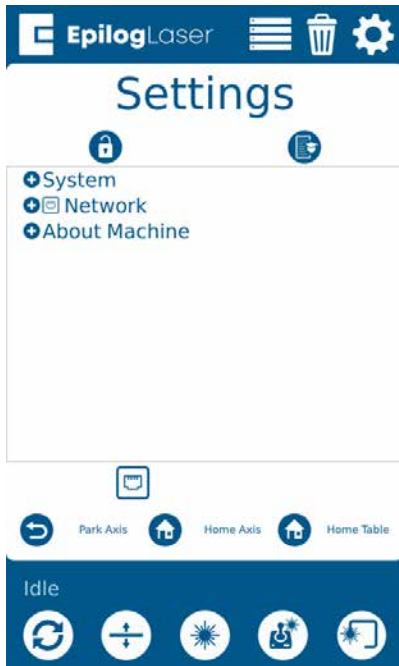 EpilogLaser
Settings
System
Network
About Machine
Park Axis Home Axis Home Table
Idle